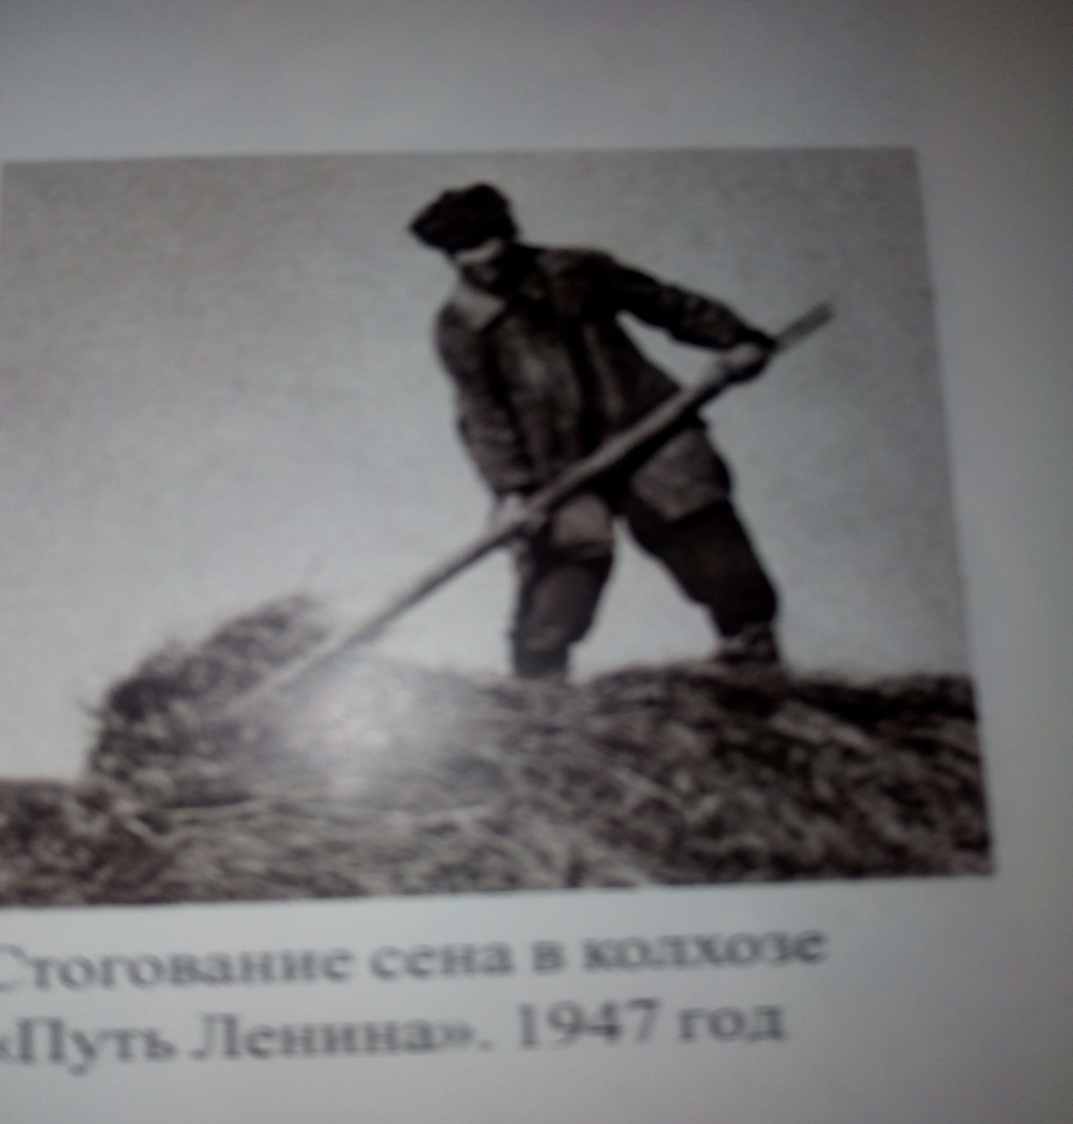 Стогование сена в колхозе
«Путь Ленина». 1947 год